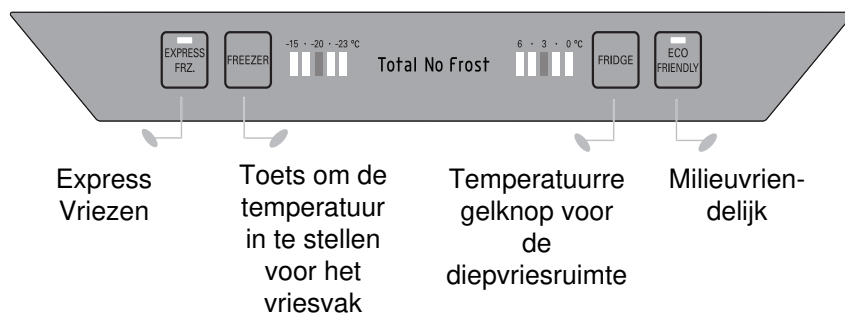 -15 · -20 · -23 °C
6 · 3 · 0 °C
EXPRESS
FRZ.
FREEZER
Total No Frost
FRIDGE
ECO
FRIENDLY
Express
Vriezen
Toets om de
temperatuur
in te stellen
voor het
vriesvak
Temperatuurre
gelknop voor
de
diepvriesruimte
Milieuvrien-
delijk